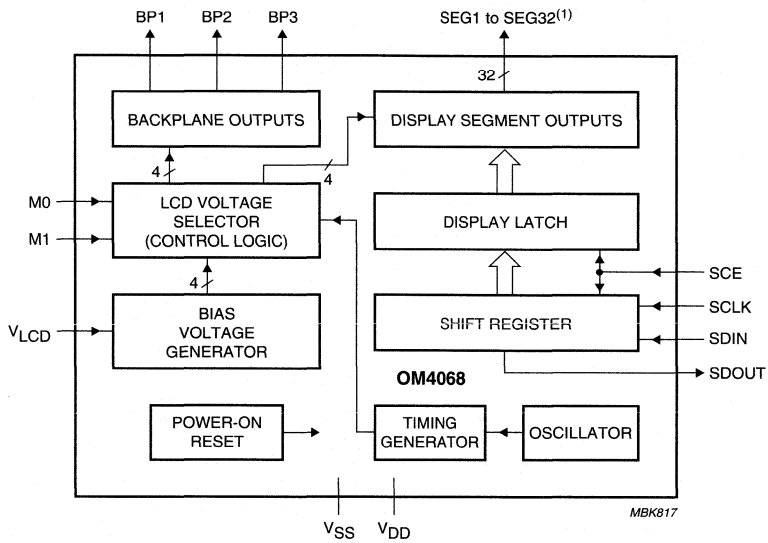 BP1 BP2 BP3 SEG1 to SEG32(1)
32
BACKPLANE OUTPUTS
DISPLAY SEGMENT OUTPUTS
4
4
M0
M1
LCD VOLTAGE
SELECTOR
(CONTROL LOGIC)
DISPLAY LATCH
4
SCE
SCLK
SDIN
SDOUT
VLCD
BIAS
VOLTAGE
GENERATOR
SHIFT REGISTER
OM4068
POWER-ON
RESET
TIMING
GENERATOR
OSCILLATOR
VSS VDD
MBK817